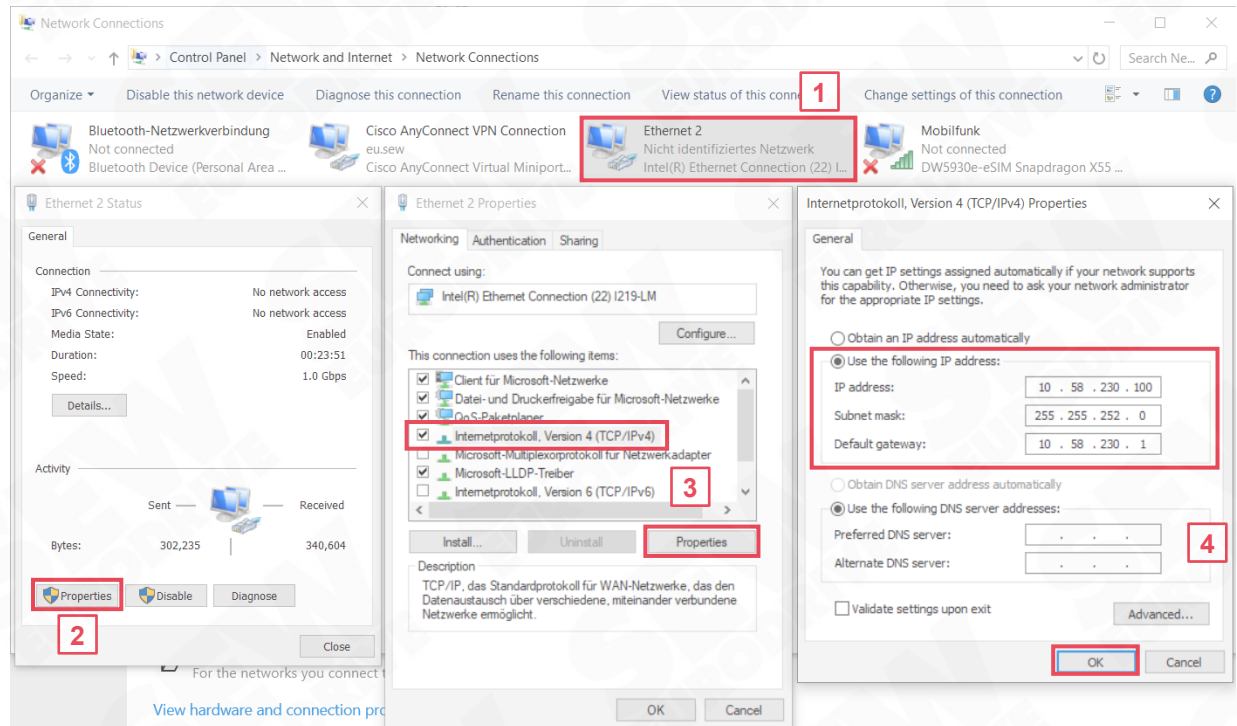 Network Connections
Control Panel > Network and Internet > Network Connections
Search Ne...
Organize
Disable this network device
Diagnose this connection
Rename this connection
View status of this conne
1
Change settings of this connection
Bluetooth-Netzwerkverbindung
Not connected
Bluetooth Device (Personal Area ...
Cisco AnyConnect VPN Connection
eu.sew
Cisco AnyConnect Virtual Miniport...
Ethernet 2
Nicht identifiziertes Netzwerk
Intel(R) Ethernet Connection (22) I...
Mobilfunk
Not connected
DW5930e-eSIM Snapdragon X55 ...
Ethernet 2 Status
General
Connection
IPv4 Connectivity: No network access
IPv6 Connectivity: No network access
Media State: Enabled
Duration: 00:23:51
Speed: 1.0 Gbps
Details...
Activity
Sent
Received
Bytes: 302,235 340,604
Properties
Disable
Diagnose
2
Close
For the networks you connect t
View hardware and connection pro
Ethernet 2 Properties
Networking
Authentication
Sharing
Connect using:
Intel(R) Ethernet Connection (22) I219-LM
Configure...
This connection uses the following items:
Client für Microsoft-Netzwerke
Datei- und Druckerfreigabe für Microsoft-Netzwerke
QoS-Paketplaner
Internetprotokoll, Version 4 (TCP/IPv4)
Microsoft-Multiplexorprotokoll für Netzwerkadapter
Microsoft-LLDP-Treiber
Internetprotokoll, Version 6 (TCP/IPv6)
3
Install...
Uninstall
Properties
Description
TCP/IP, das Standardprotokoll für WAN-Netzwerke, das den
Datenaustausch über verschiedene, miteinander verbundene
Netzwerke ermöglicht.
OK
Cancel
Internetprotokoll, Version 4 (TCP/IPv4) Properties
General
You can get IP settings assigned automatically if your network supports
this capability. Otherwise, you need to ask your network administrator
for the appropriate IP settings.
Obtain an IP address automatically
Use the following IP address:
IP address: 10 . 58 . 230 . 100
Subnet mask: 255 . 255 . 252 . 0
Default gateway: 10 . 58 . 230 . 1
Obtain DNS server address automatically
Use the following DNS server addresses:
Preferred DNS server: . . .
Alternate DNS server: . . .
4
Validate settings upon exit
Advanced...
OK
Cancel